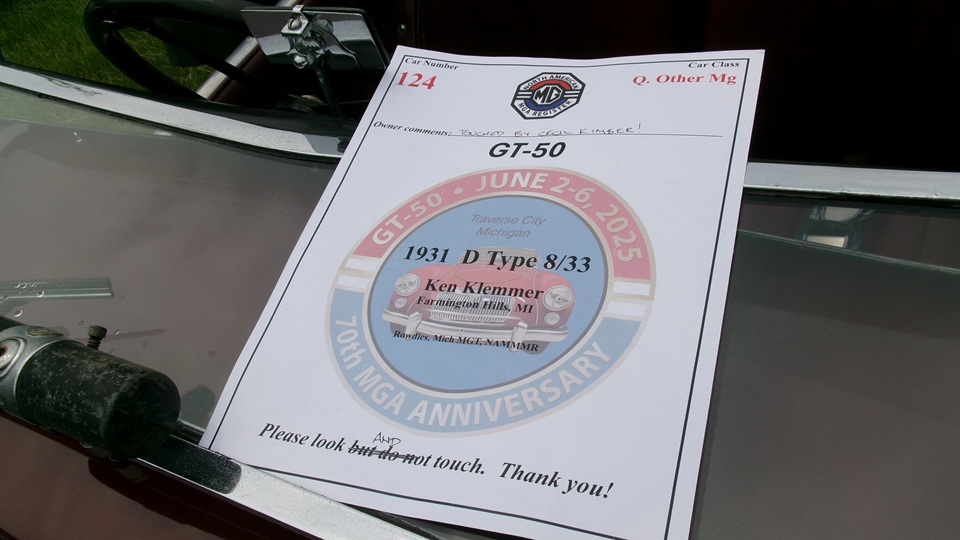 Car Number
124
Car Class
Q. Other Mg
NORTH AMERICAN
MG
MGA REGISTER
Owner comments: TOUCHED BY CECIL KIMBER!
GT-50
GT-50 • JUNE 2-6, 2025
Traverse City
Michigan
1931 D Type 8/33
Ken Klemmer
Farmington Hills, MI
Rowdies, Mich MGT, NAMMMR
70th MGA ANNIVERSARY
AND
Please look but do not touch. Thank you!